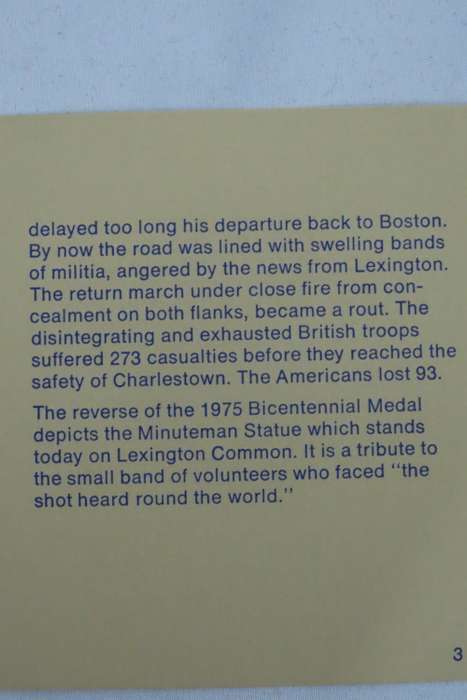 delayed too long his departure back to Boston.
By now the road was lined with swelling bands
of militia, angered by the news from Lexington.
The return march under close fire from con-
cealment on both flanks, became a rout. The
disintegrating and exhausted British troops
suffered 273 casualties before they reached the
safety of Charlestown. The Americans lost 93.
The reverse of the 1975 Bicentennial Medal
depicts the Minuteman Statue which stands
today on Lexington Common. It is a tribute to
the small band of volunteers who faced "the
shot heard round the world."
3